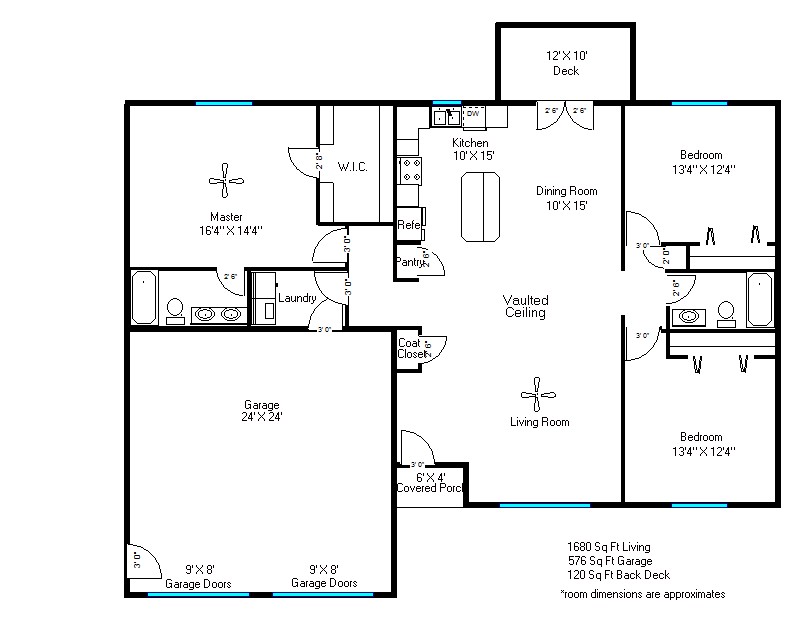 12' X 10'
Deck
DW
2' 6"
2' 6"
Kitchen
10' X 15'
Bedroom
13'4" X 12'4"
2' 8"
W.I.C.
Dining Room
10' X 15'
Master
16'4" X 14'4"
Refe
3' 0"
3' 0"
2' 0"
Pantry
2' 6"
2' 6"
3' 0"
2' 6"
Laundry
Vaulted
Ceiling
3' 0"
3' 0"
Coat
Closet
2' 6"
Garage
24' X 24'
Living Room
Bedroom
13'4" X 12'4"
3' 0"
6' X 4'
Covered Porch
3' 0"
9' X 8'
Garage Doors
9' X 8'
Garage Doors
1680 Sq Ft Living
576 Sq Ft Garage
120 Sq Ft Back Deck
*room dimensions are approximates